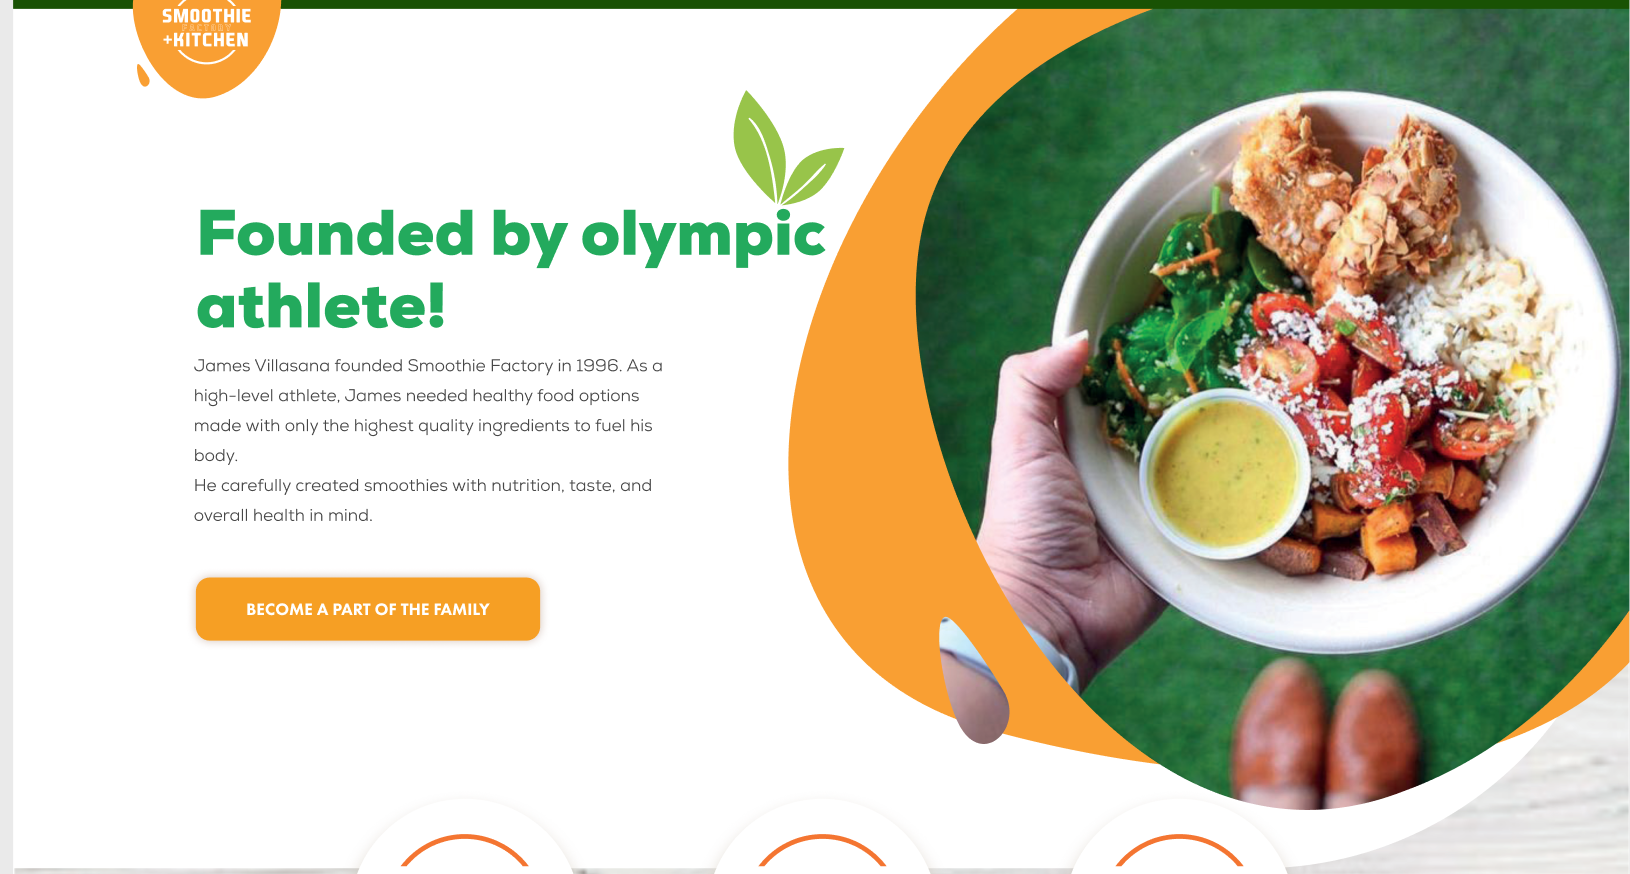 SMOOTHIE
FACTORY
+KITCHEN
Founded by olympic
athlete!
James Villasana founded Smoothie Factory in 1996. As a
high-level athlete, James needed healthy food options
made with only the highest quality ingredients to fuel his
body.
He carefully created smoothies with nutrition, taste, and
overall health in mind.
BECOME A PART OF THE FAMILY